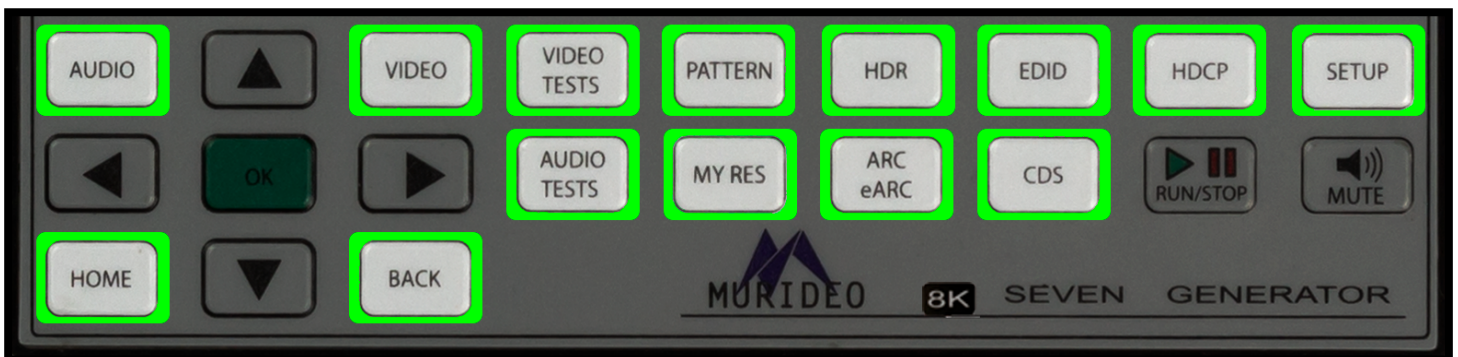 AUDIO
VIDEO
VIDEO
TESTS
PATTERN
HDR
EDID
HDCP
SETUP
OK
AUDIO
TESTS
MY RES
ARC
eARC
CDS
RUN/STOP
MUTE
HOME
BACK
MURIDEO 8K SEVEN GENERATOR